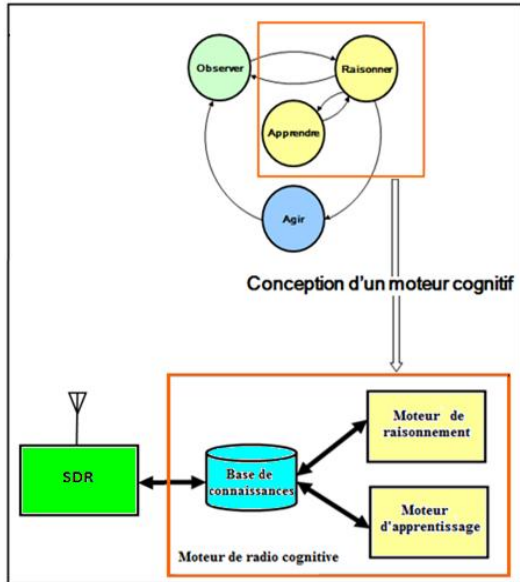 Observer
Raisonner
Apprendre
Agir
Conception d'un moteur cognitif
SDR
Base de
connaissances
Moteur de
raisonnement
Moteur
d'apprentissage
Moteur de radio cognitive